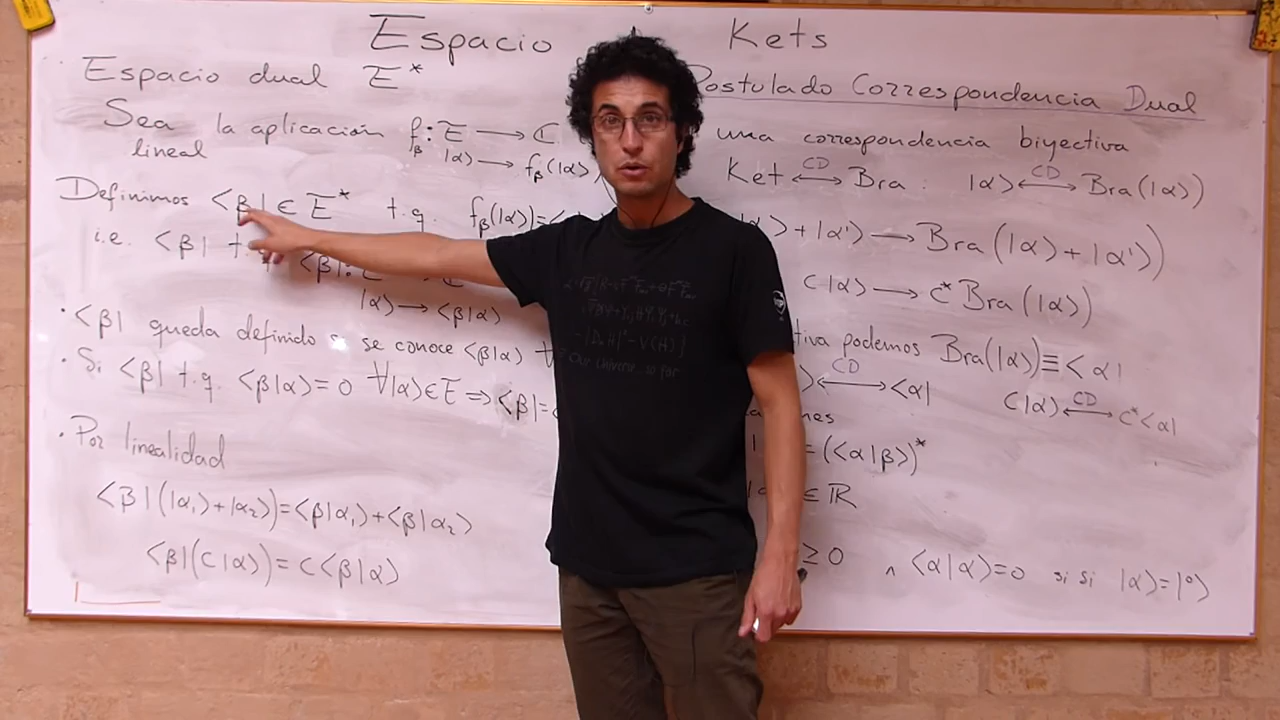 Espacio Kets
Espacio dual E*
Sea la aplicación f_β: E → ℂ
lineal |α⟩ → f_β(|α⟩
Definimos <β| ∈ E* t.q. f_β(|α⟩)=<
i.e. <β| t.q. <β|: E → ℂ
|α⟩ → <β|α⟩
· <β| queda definido si se conoce <β|α⟩ ∀
· Si <β| t.q. <β|α⟩=0 ∀|α⟩∈E ⇒ <β|=
· Por linealidad
<β|(|α₁⟩+|α₂⟩)=<β|α₁⟩+<β|α₂⟩
<β|(C|α⟩)=C<β|α⟩
Postulado Correspondencia Dual
una correspondencia biyectiva
Ket ⟷CD Bra : |α⟩ ⟷CD Bra(|α⟩)
⟩+|α'⟩ → Bra(|α⟩+|α'⟩)
C|α⟩ → C* Bra(|α⟩)
tiva podemos Bra(|α⟩)≡<α|
⟩ ⟷CD <α| C|α⟩ ⟷CD C*<α|
nes
=(<α|β⟩)*
∈ ℝ
≥0 ∧ <α|α⟩=0 si si |α⟩=|0⟩